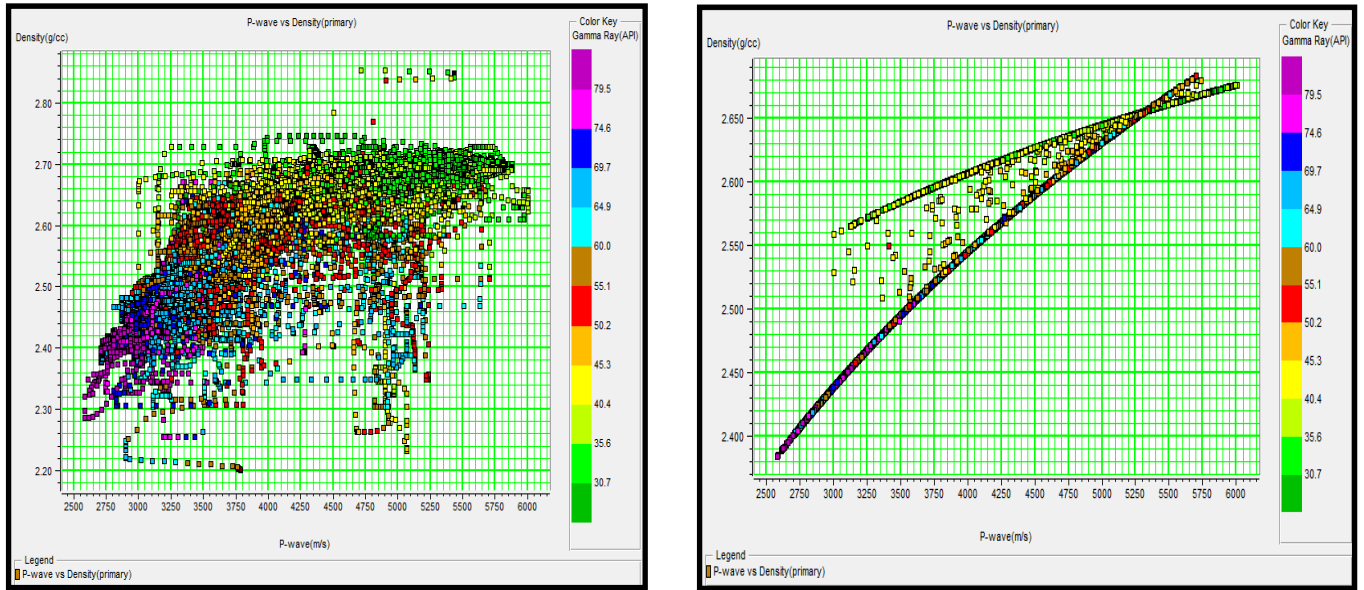 P-wave vs Density(primary)
Density(g/cc)
Color Key
Gamma Ray(API)
2.80
2.70
2.60
2.50
2.40
2.30
2.20
79.5
74.6
69.7
64.9
60.0
55.1
50.2
45.3
40.4
35.6
30.7
2500 2750 3000 3250 3500 3750 4000 4250 4500 4750 5000 5250 5500 5750 6000
P-wave(m/s)
Legend
P-wave vs Density(primary)
P-wave vs Density(primary)
Density(g/cc)
Color Key
Gamma Ray(API)
2.650
2.600
2.550
2.500
2.450
2.400
79.5
74.6
69.7
64.9
60.0
55.1
50.2
45.3
40.4
35.6
30.7
2500 2750 3000 3250 3500 3750 4000 4250 4500 4750 5000 5250 5500 5750 6000
P-wave(m/s)
Legend
P-wave vs Density(primary)